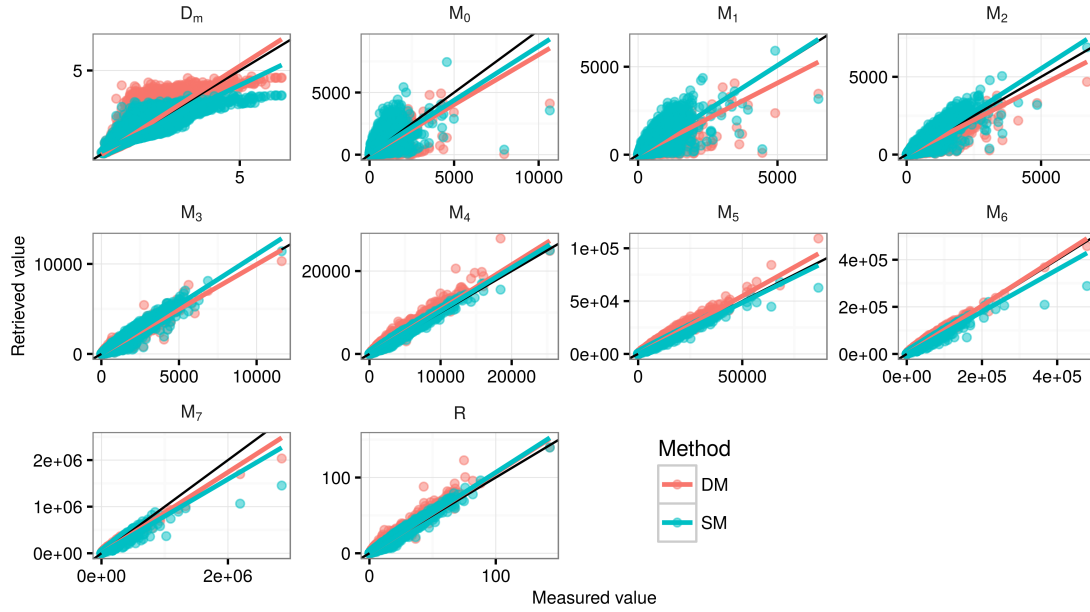 Dₘ M₀ M₁ M₂
5
5
5000
0
0 5000 10000
5000
0
0 5000
5000
0
0 5000
M₃ M₄ M₅ M₆
10000
0
0 5000 10000
20000
0
0 10000 20000
1e+05
5e+04
0e+00
0 50000
4e+05
2e+05
0e+00
0e+00 2e+05 4e+05
Retrieved value
M₇ R
2e+06
1e+06
0e+00
0e+00 2e+06
100
0
0 100
Method
DM
SM
Measured value